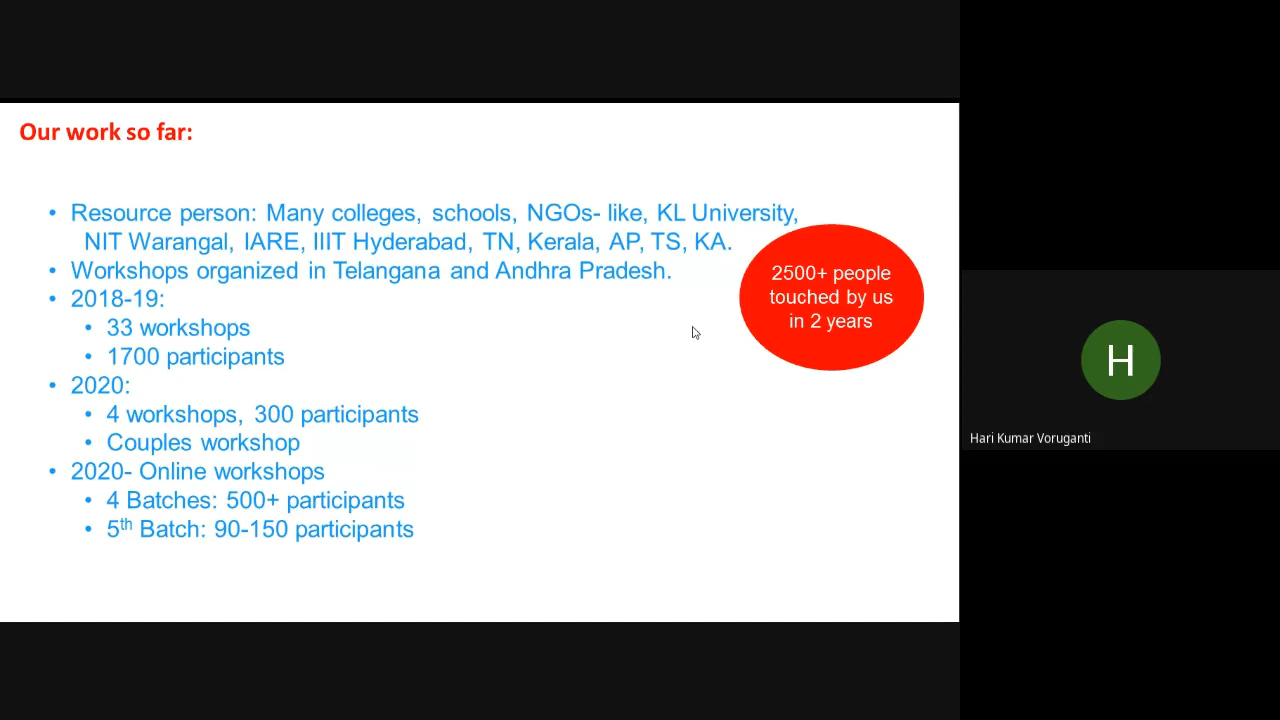 Our work so far:
• Resource person: Many colleges, schools, NGOs- like, KL University,
NIT Warangal, IARE, IIIT Hyderabad, TN, Kerala, AP, TS, KA.
• Workshops organized in Telangana and Andhra Pradesh.
• 2018-19:
• 33 workshops
• 1700 participants
• 2020:
• 4 workshops, 300 participants
• Couples workshop
• 2020- Online workshops
• 4 Batches: 500+ participants
• 5th Batch: 90-150 participants
2500+ people
touched by us
in 2 years
H
Hari Kumar Voruganti